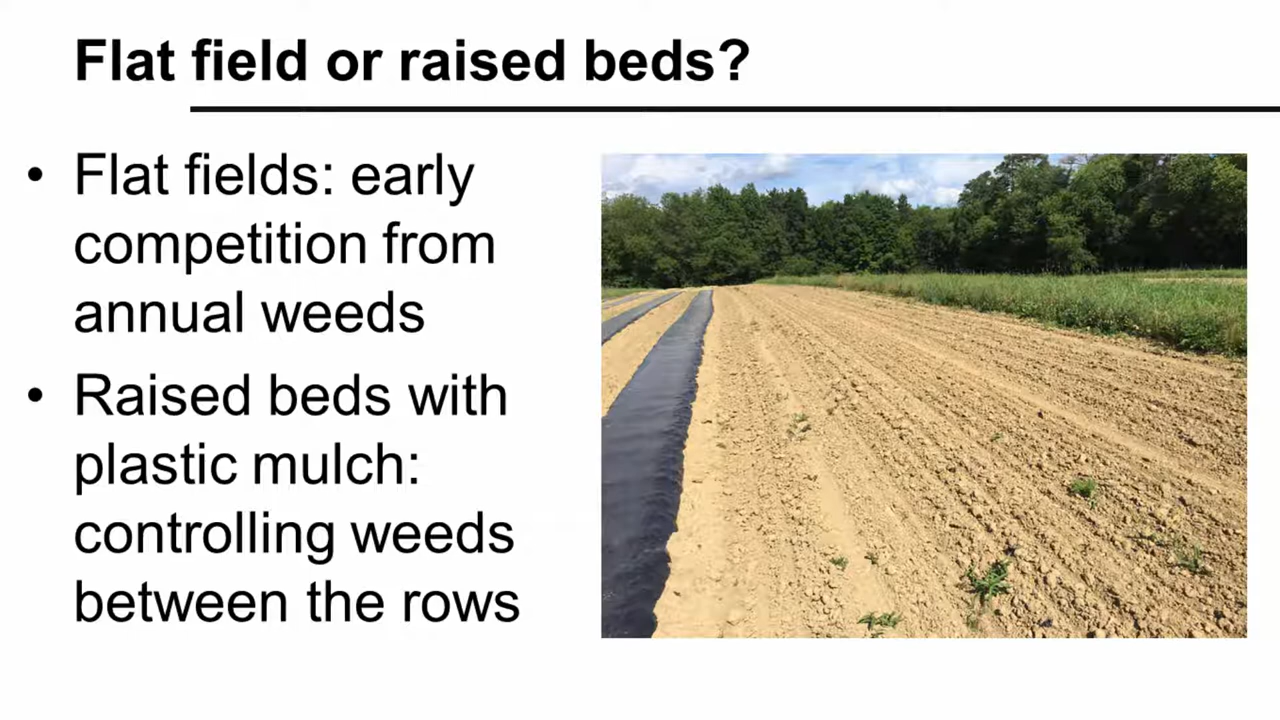 Flat field or raised beds?
• Flat fields: early
competition from
annual weeds
• Raised beds with
plastic mulch:
controlling weeds
between the rows